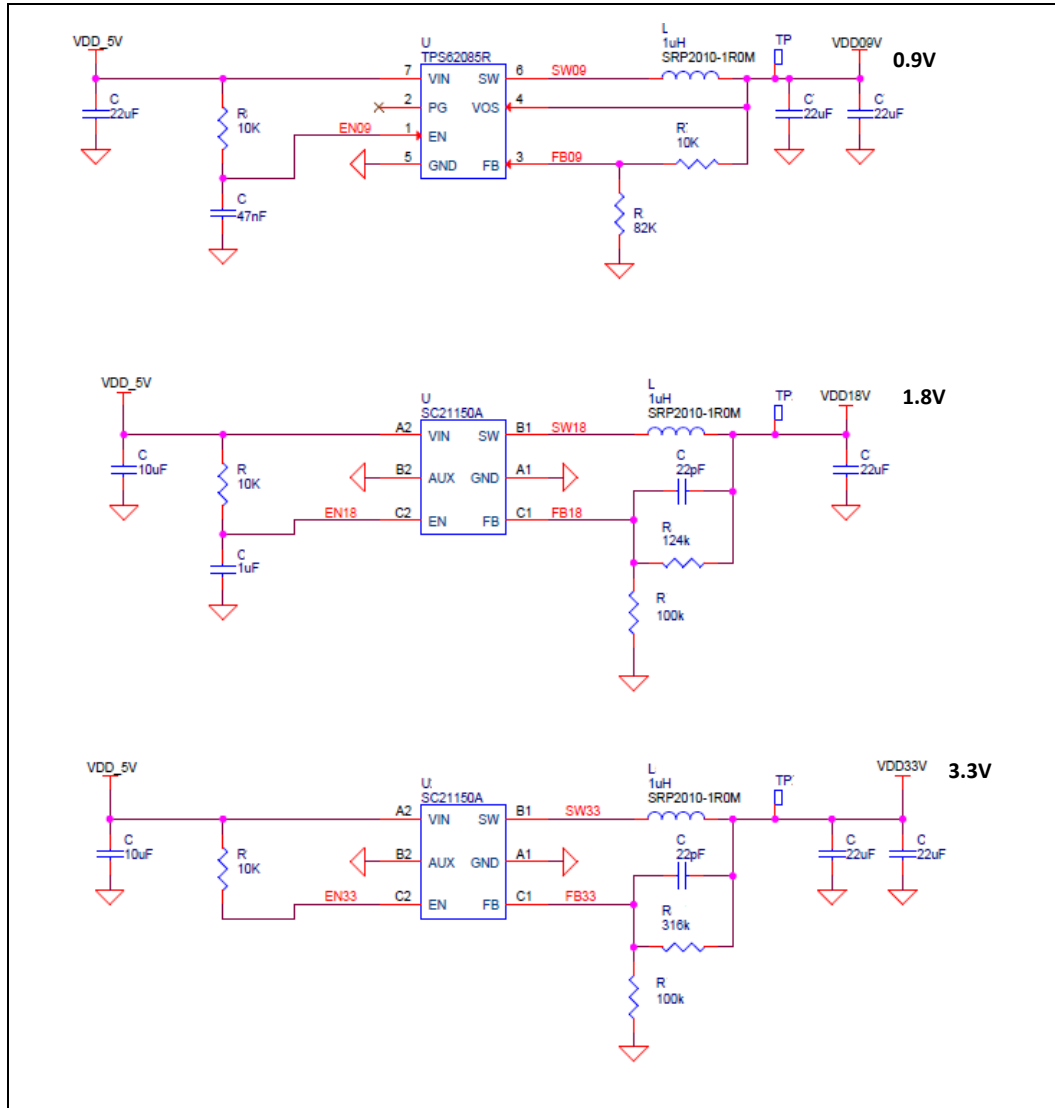 VDD_5V
C
22uF
R
10K
C
47nF
EN09
U
TPS62085R
7 VIN SW 6
2 PG VOS 4
1 EN
5 GND FB 3
SW09
FB09
L
1uH
SRP2010-1R0M
R
10K
R
82K
TP
C
22uF
VDD09V
C
22uF
0.9V
VDD_5V
C
10uF
R
10K
C
1uF
EN18
U
SC21150A
A2 VIN SW B1
B2 AUX GND A1
C2 EN FB C1
SW18
FB18
L
1uH
SRP2010-1R0M
C
22pF
R
124k
R
100k
TP
VDD18V
C
22uF
1.8V
VDD_5V
C
10uF
R
10K
EN33
U
SC21150A
A2 VIN SW B1
B2 AUX GND A1
C2 EN FB C1
SW33
FB33
L
1uH
SRP2010-1R0M
C
22pF
R
316k
R
100k
TP
C
22uF
VDD33V
C
22uF
3.3V